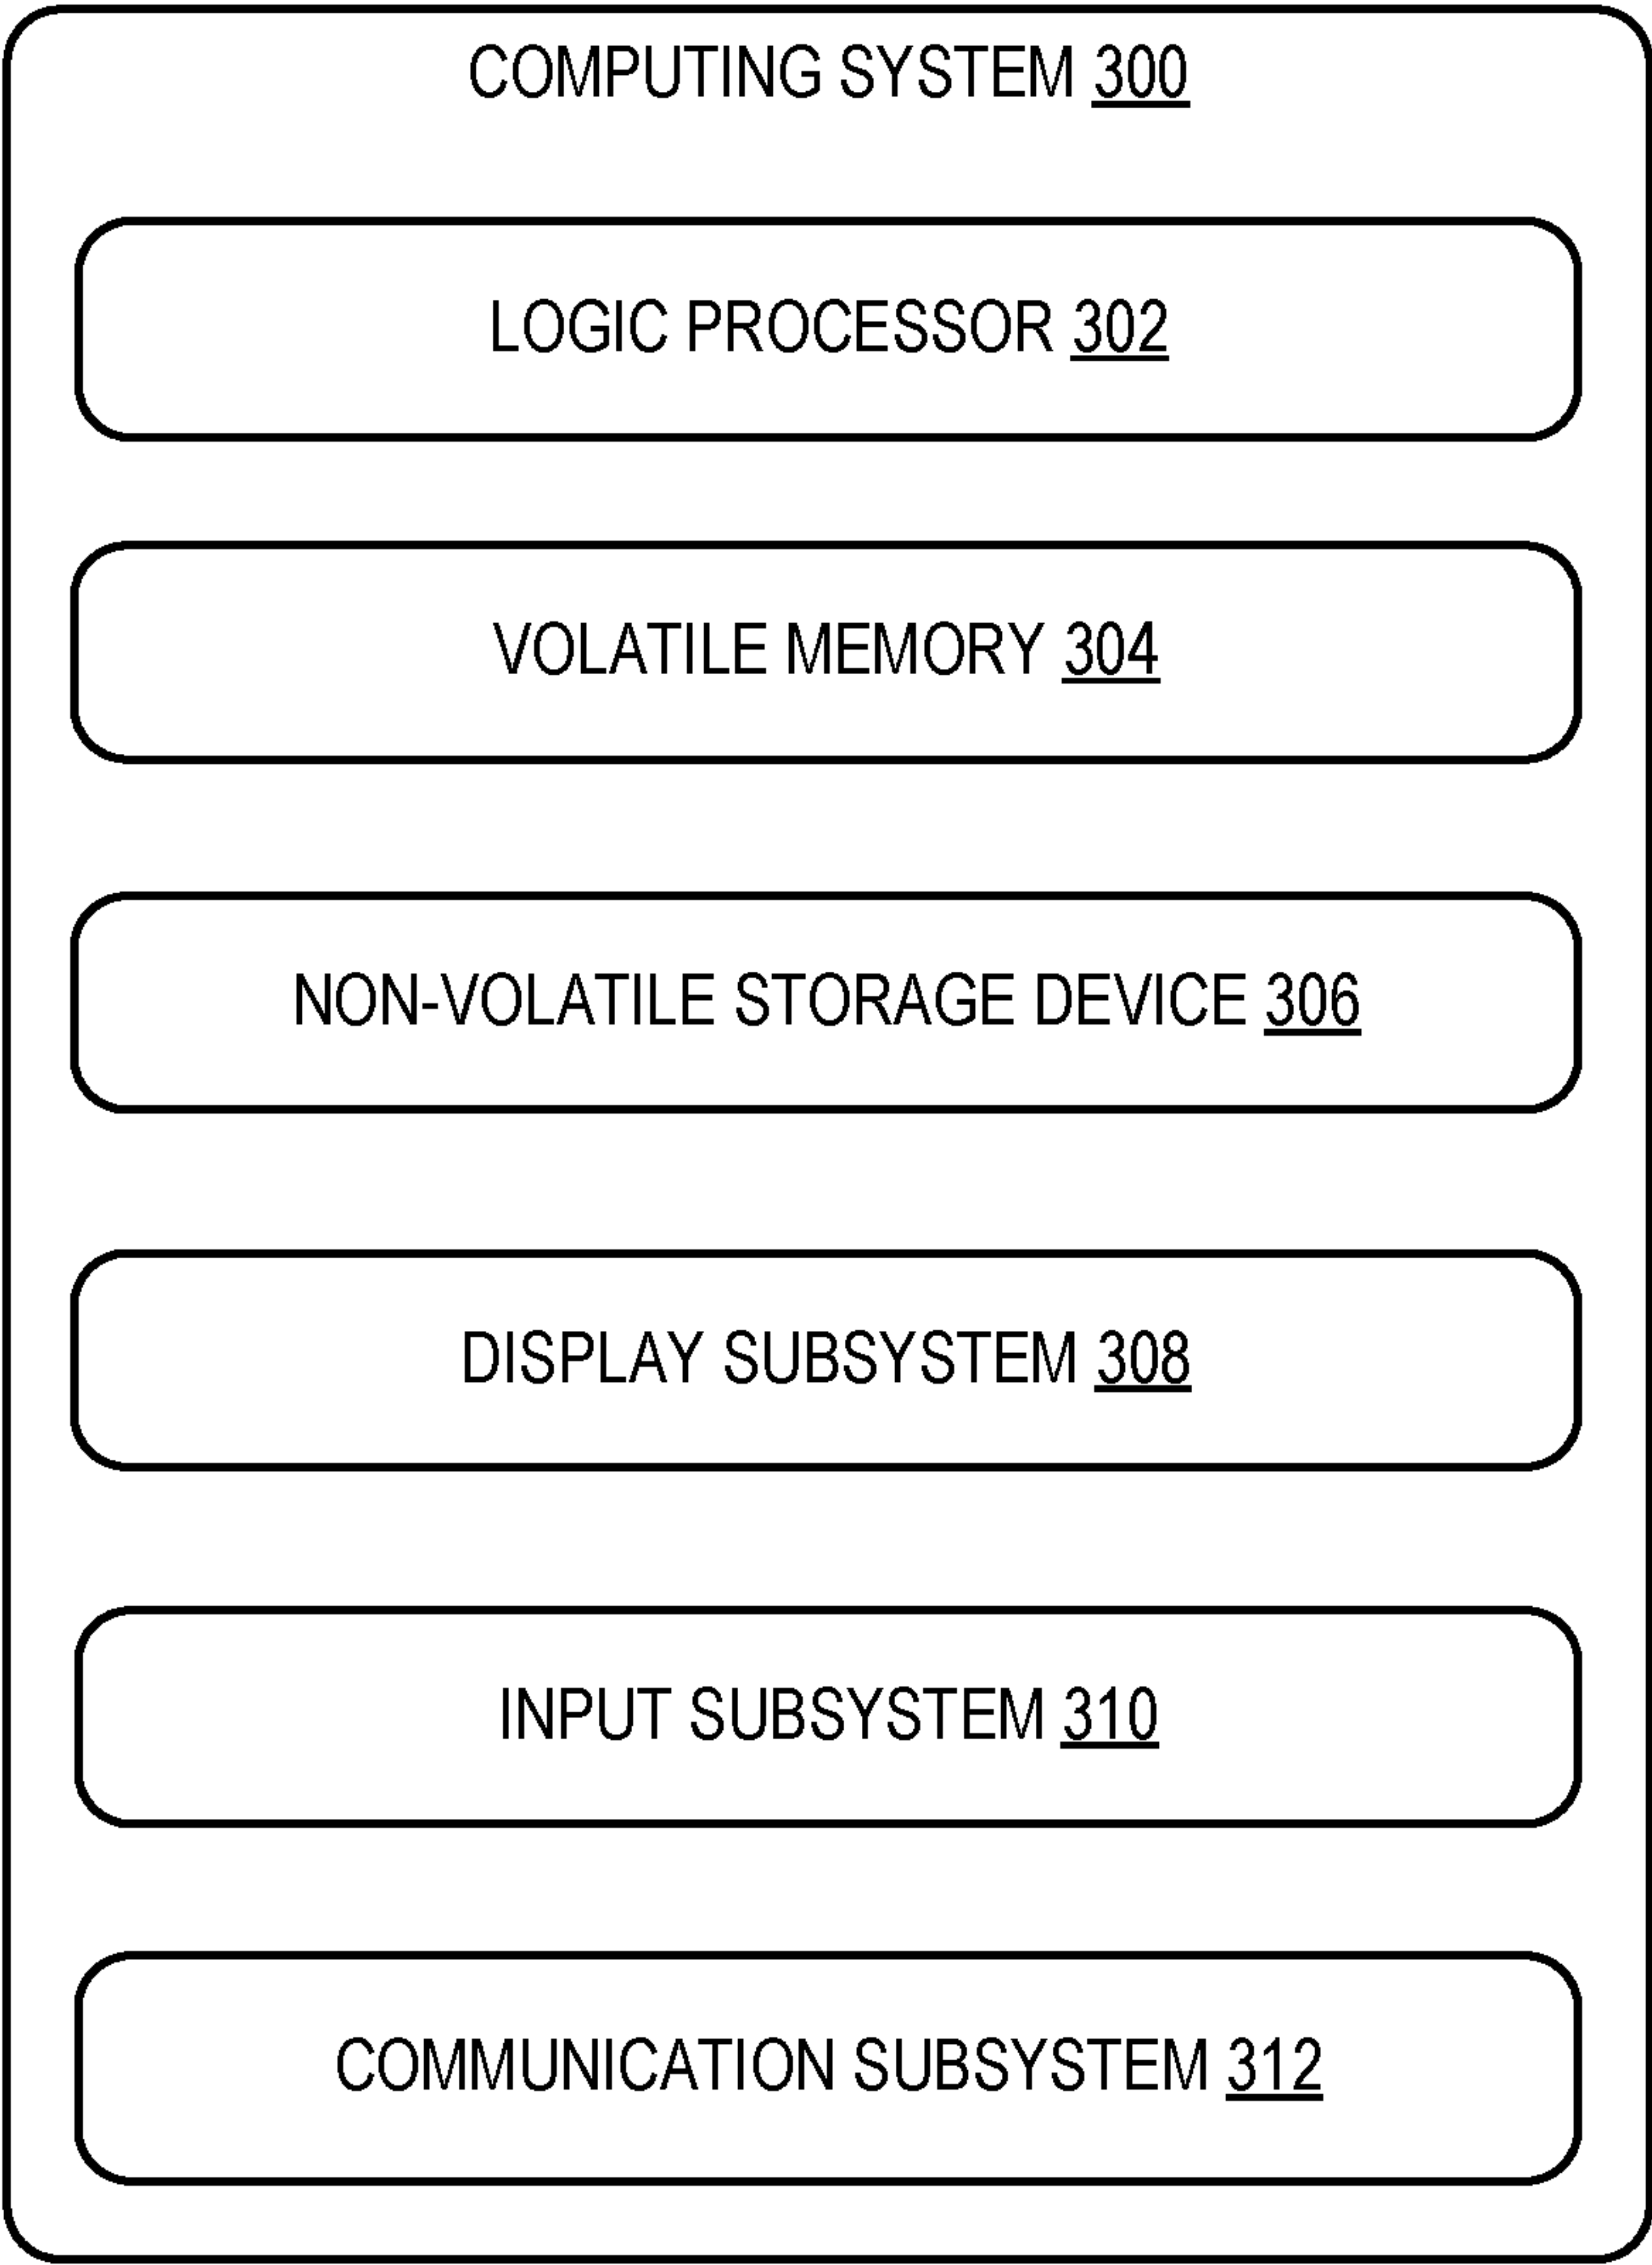 COMPUTING SYSTEM 300
LOGIC PROCESSOR 302
VOLATILE MEMORY 304
NON-VOLATILE STORAGE DEVICE 306
DISPLAY SUBSYSTEM 308
INPUT SUBSYSTEM 310
COMMUNICATION SUBSYSTEM 312